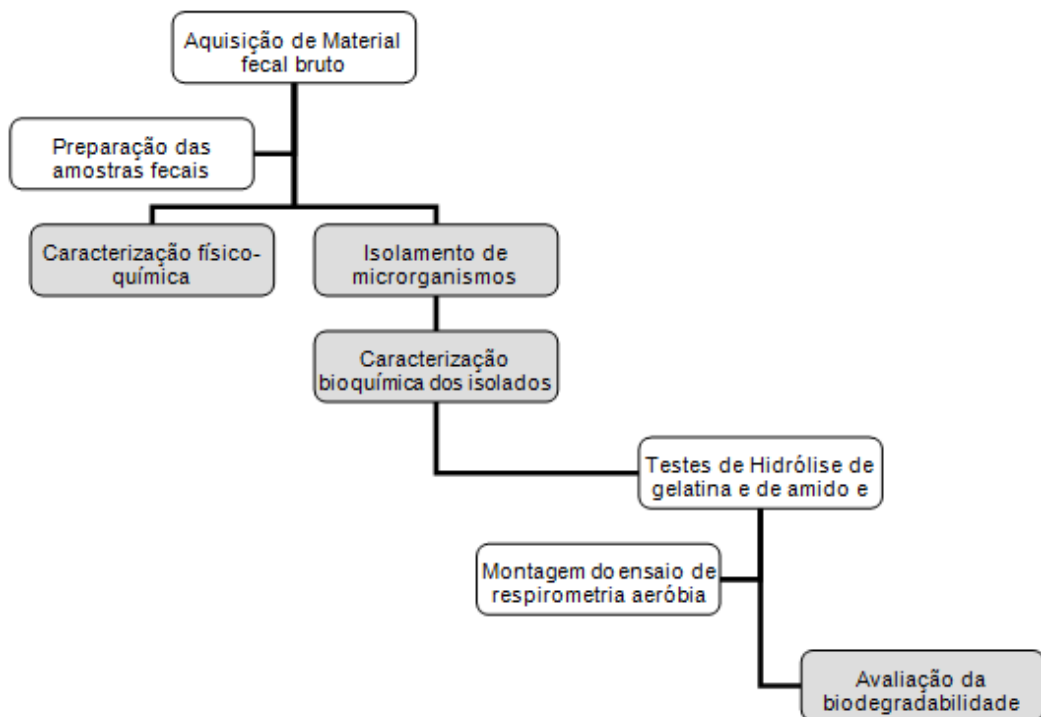 Aquisição de Material
fecal bruto
Preparação das
amostras fecais
Caracterização físico-
química
Isolamento de
microrganismos
Caracterização
bioquímica dos isolados
Testes de Hidrólise de
gelatina e de amido e
Montagem do ensaio de
respirometria aeróbia
Avaliação da
biodegradabilidade